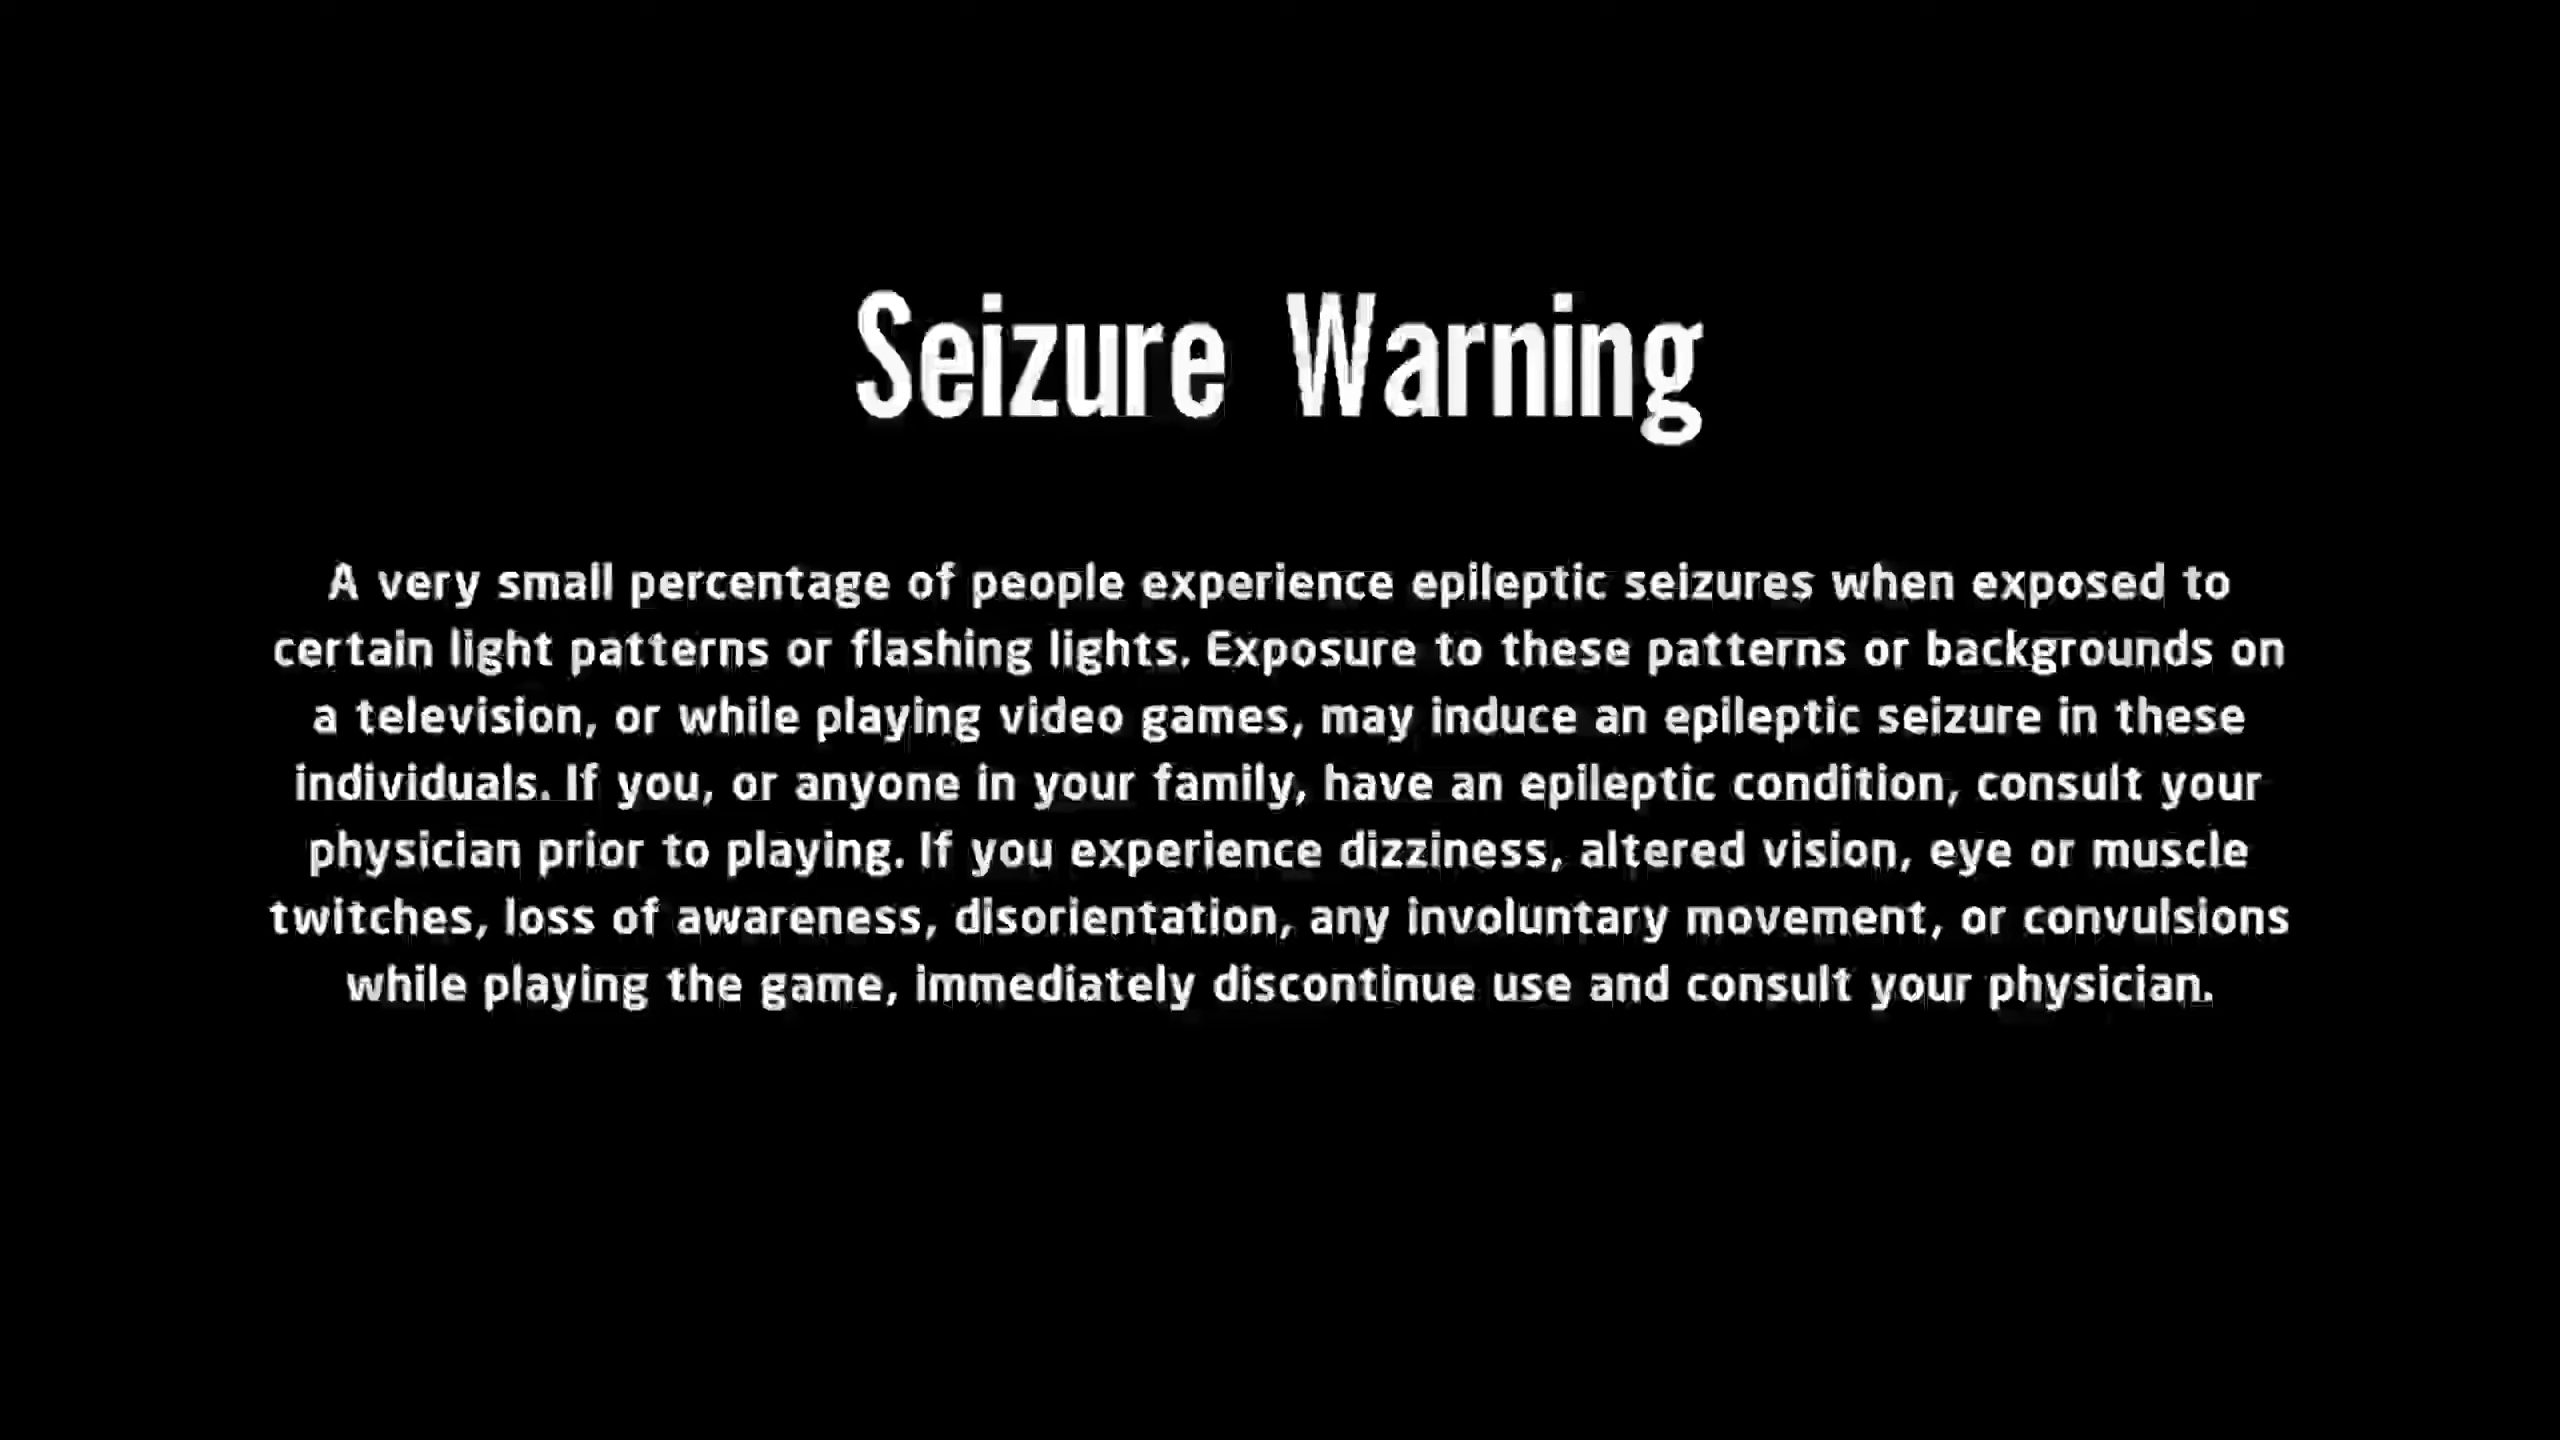 Seizure Warning
A very small percentage of people experience epileptic seizures when exposed to
certain light patterns or flashing lights. Exposure to these patterns or backgrounds on
a television, or while playing video games, may induce an epileptic seizure in these
individuals. If you, or anyone in your family, have an epileptic condition, consult your
physician prior to playing. If you experience dizziness, altered vision, eye or muscle
twitches, loss of awareness, disorientation, any involuntary movement, or convulsions
while playing the game, immediately discontinue use and consult your physician.